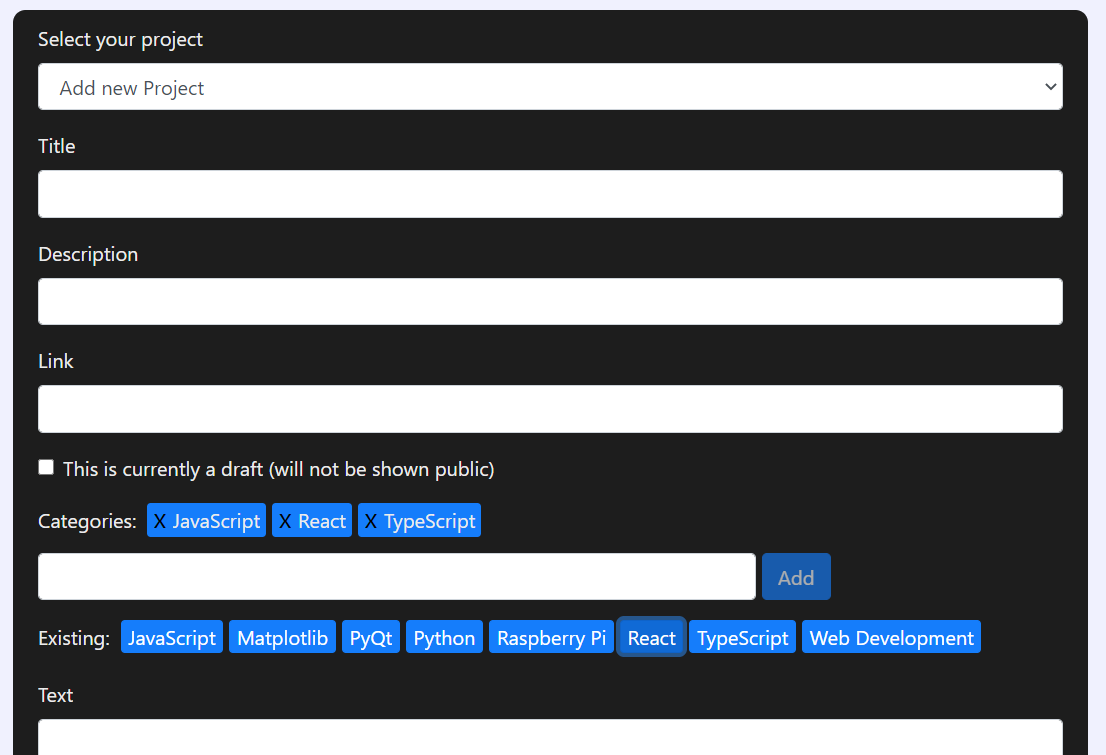 Select your project
Add new Project
Title
Description
Link
This is currently a draft (will not be shown public)
Categories: X JavaScript X React X TypeScript
Add
Existing: JavaScript Matplotlib PyQt Python Raspberry Pi React TypeScript Web Development
Text